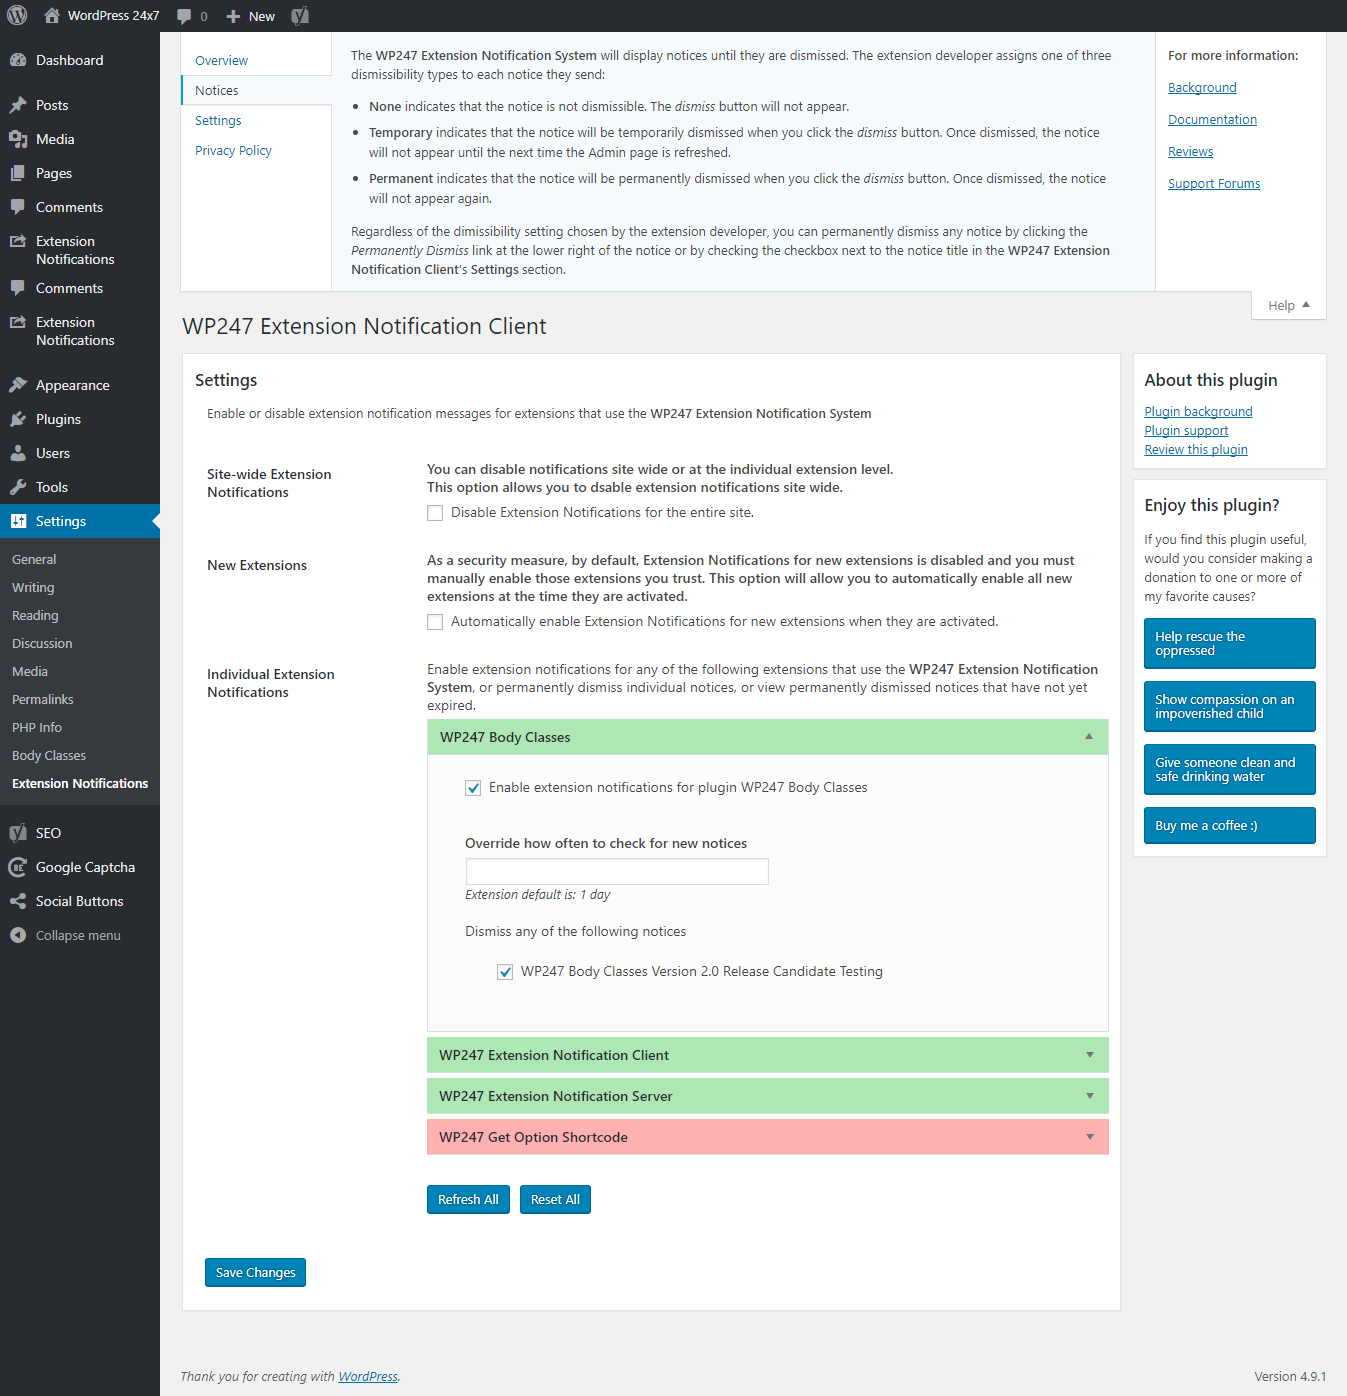 WordPress 24x7
0
New
Dashboard
Posts
Media
Pages
Comments
Extension
Notifications
Comments
Extension
Notifications
Appearance
Plugins
Users
Tools
Settings
General
Writing
Reading
Discussion
Media
Permalinks
PHP Info
Body Classes
Extension Notifications
SEO
Google Captcha
Social Buttons
Collapse menu
Overview
Notices
Settings
Privacy Policy
The WP247 Extension Notification System will display notices until they are dismissed. The extension developer assigns one of three
dismissibility types to each notice they send:
• None indicates that the notice is not dismissible. The dismiss button will not appear.
• Temporary indicates that the notice will be temporarily dismissed when you click the dismiss button. Once dismissed, the notice
will not appear until the next time the Admin page is refreshed.
• Permanent indicates that the notice will be permanently dismissed when you click the dismiss button. Once dismissed, the notice
will not appear again.
Regardless of the dimissibility setting chosen by the extension developer, you can permanently dismiss any notice by clicking the
Permanently Dismiss link at the lower right of the notice or by checking the checkbox next to the notice title in the WP247 Extension
Notification Client's Settings section.
For more information:
Background
Documentation
Reviews
Support Forums
Help
WP247 Extension Notification Client
Settings
Enable or disable extension notification messages for extensions that use the WP247 Extension Notification System
Site-wide Extension
Notifications
You can disable notifications site wide or at the individual extension level.
This option allows you to dsable extension notifications site wide.
Disable Extension Notifications for the entire site.
New Extensions
As a security measure, by default, Extension Notifications for new extensions is disabled and you must
manually enable those extensions you trust. This option will allow you to automatically enable all new
extensions at the time they are activated.
Automatically enable Extension Notifications for new extensions when they are activated.
Individual Extension
Notifications
Enable extension notifications for any of the following extensions that use the WP247 Extension Notification
System, or permanently dismiss individual notices, or view permanently dismissed notices that have not yet
expired.
WP247 Body Classes
Enable extension notifications for plugin WP247 Body Classes
Override how often to check for new notices
Extension default is: 1 day
Dismiss any of the following notices
WP247 Body Classes Version 2.0 Release Candidate Testing
WP247 Extension Notification Client
WP247 Extension Notification Server
WP247 Get Option Shortcode
Refresh All
Reset All
Save Changes
About this plugin
Plugin background
Plugin support
Review this plugin
Enjoy this plugin?
If you find this plugin useful,
would you consider making a
donation to one or more of
my favorite causes?
Help rescue the
oppressed
Show compassion on an
impoverished child
Give someone clean and
safe drinking water
Buy me a coffee :)
Thank you for creating with WordPress.
Version 4.9.1